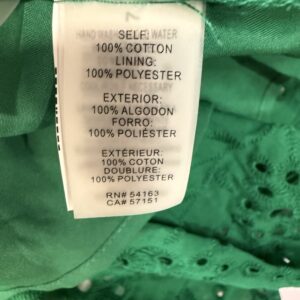 SELF:
100% COTTON
LINING:
100% POLYESTER
EXTERIOR:
100% ALGODON
FORRO:
100% POLIÉSTER
EXTÉRIEUR:
100% COTON
DOUBLURE:
100% POLYESTER
RN# 54163
CA# 57151